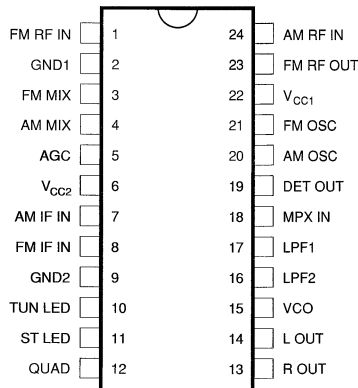 FM RF IN 1 24 AM RF IN
GND1 2 23 FM RF OUT
FM MIX 3 22 VCC1
AM MIX 4 21 FM OSC
AGC 5 20 AM OSC
VCC2 6 19 DET OUT
AM IF IN 7 18 MPX IN
FM IF IN 8 17 LPF1
GND2 9 16 LPF2
TUN LED 10 15 VCO
ST LED 11 14 L OUT
QUAD 12 13 R OUT